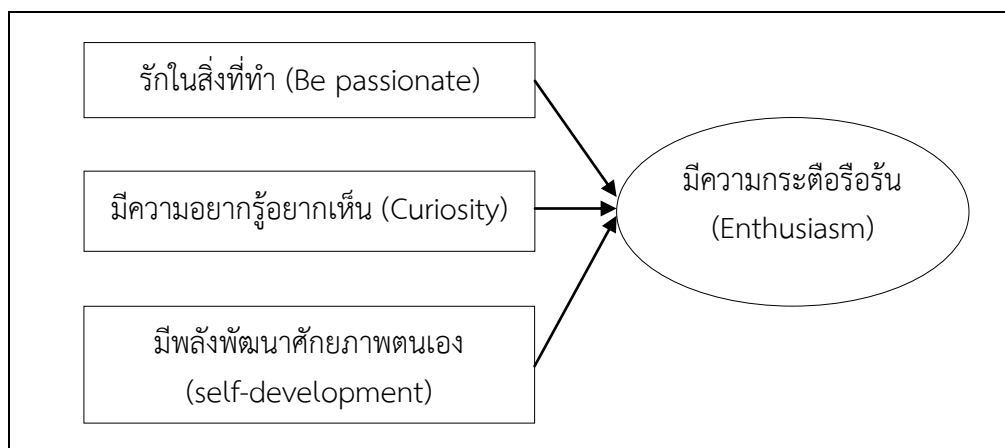 รักในสิ่งที่ทำ (Be passionate)
มีความอยากรู้อยากเห็น (Curiosity)
มีพลังพัฒนาศักยภาพตนเอง
(self-development)
มีความกระตือรือร้น
(Enthusiasm)